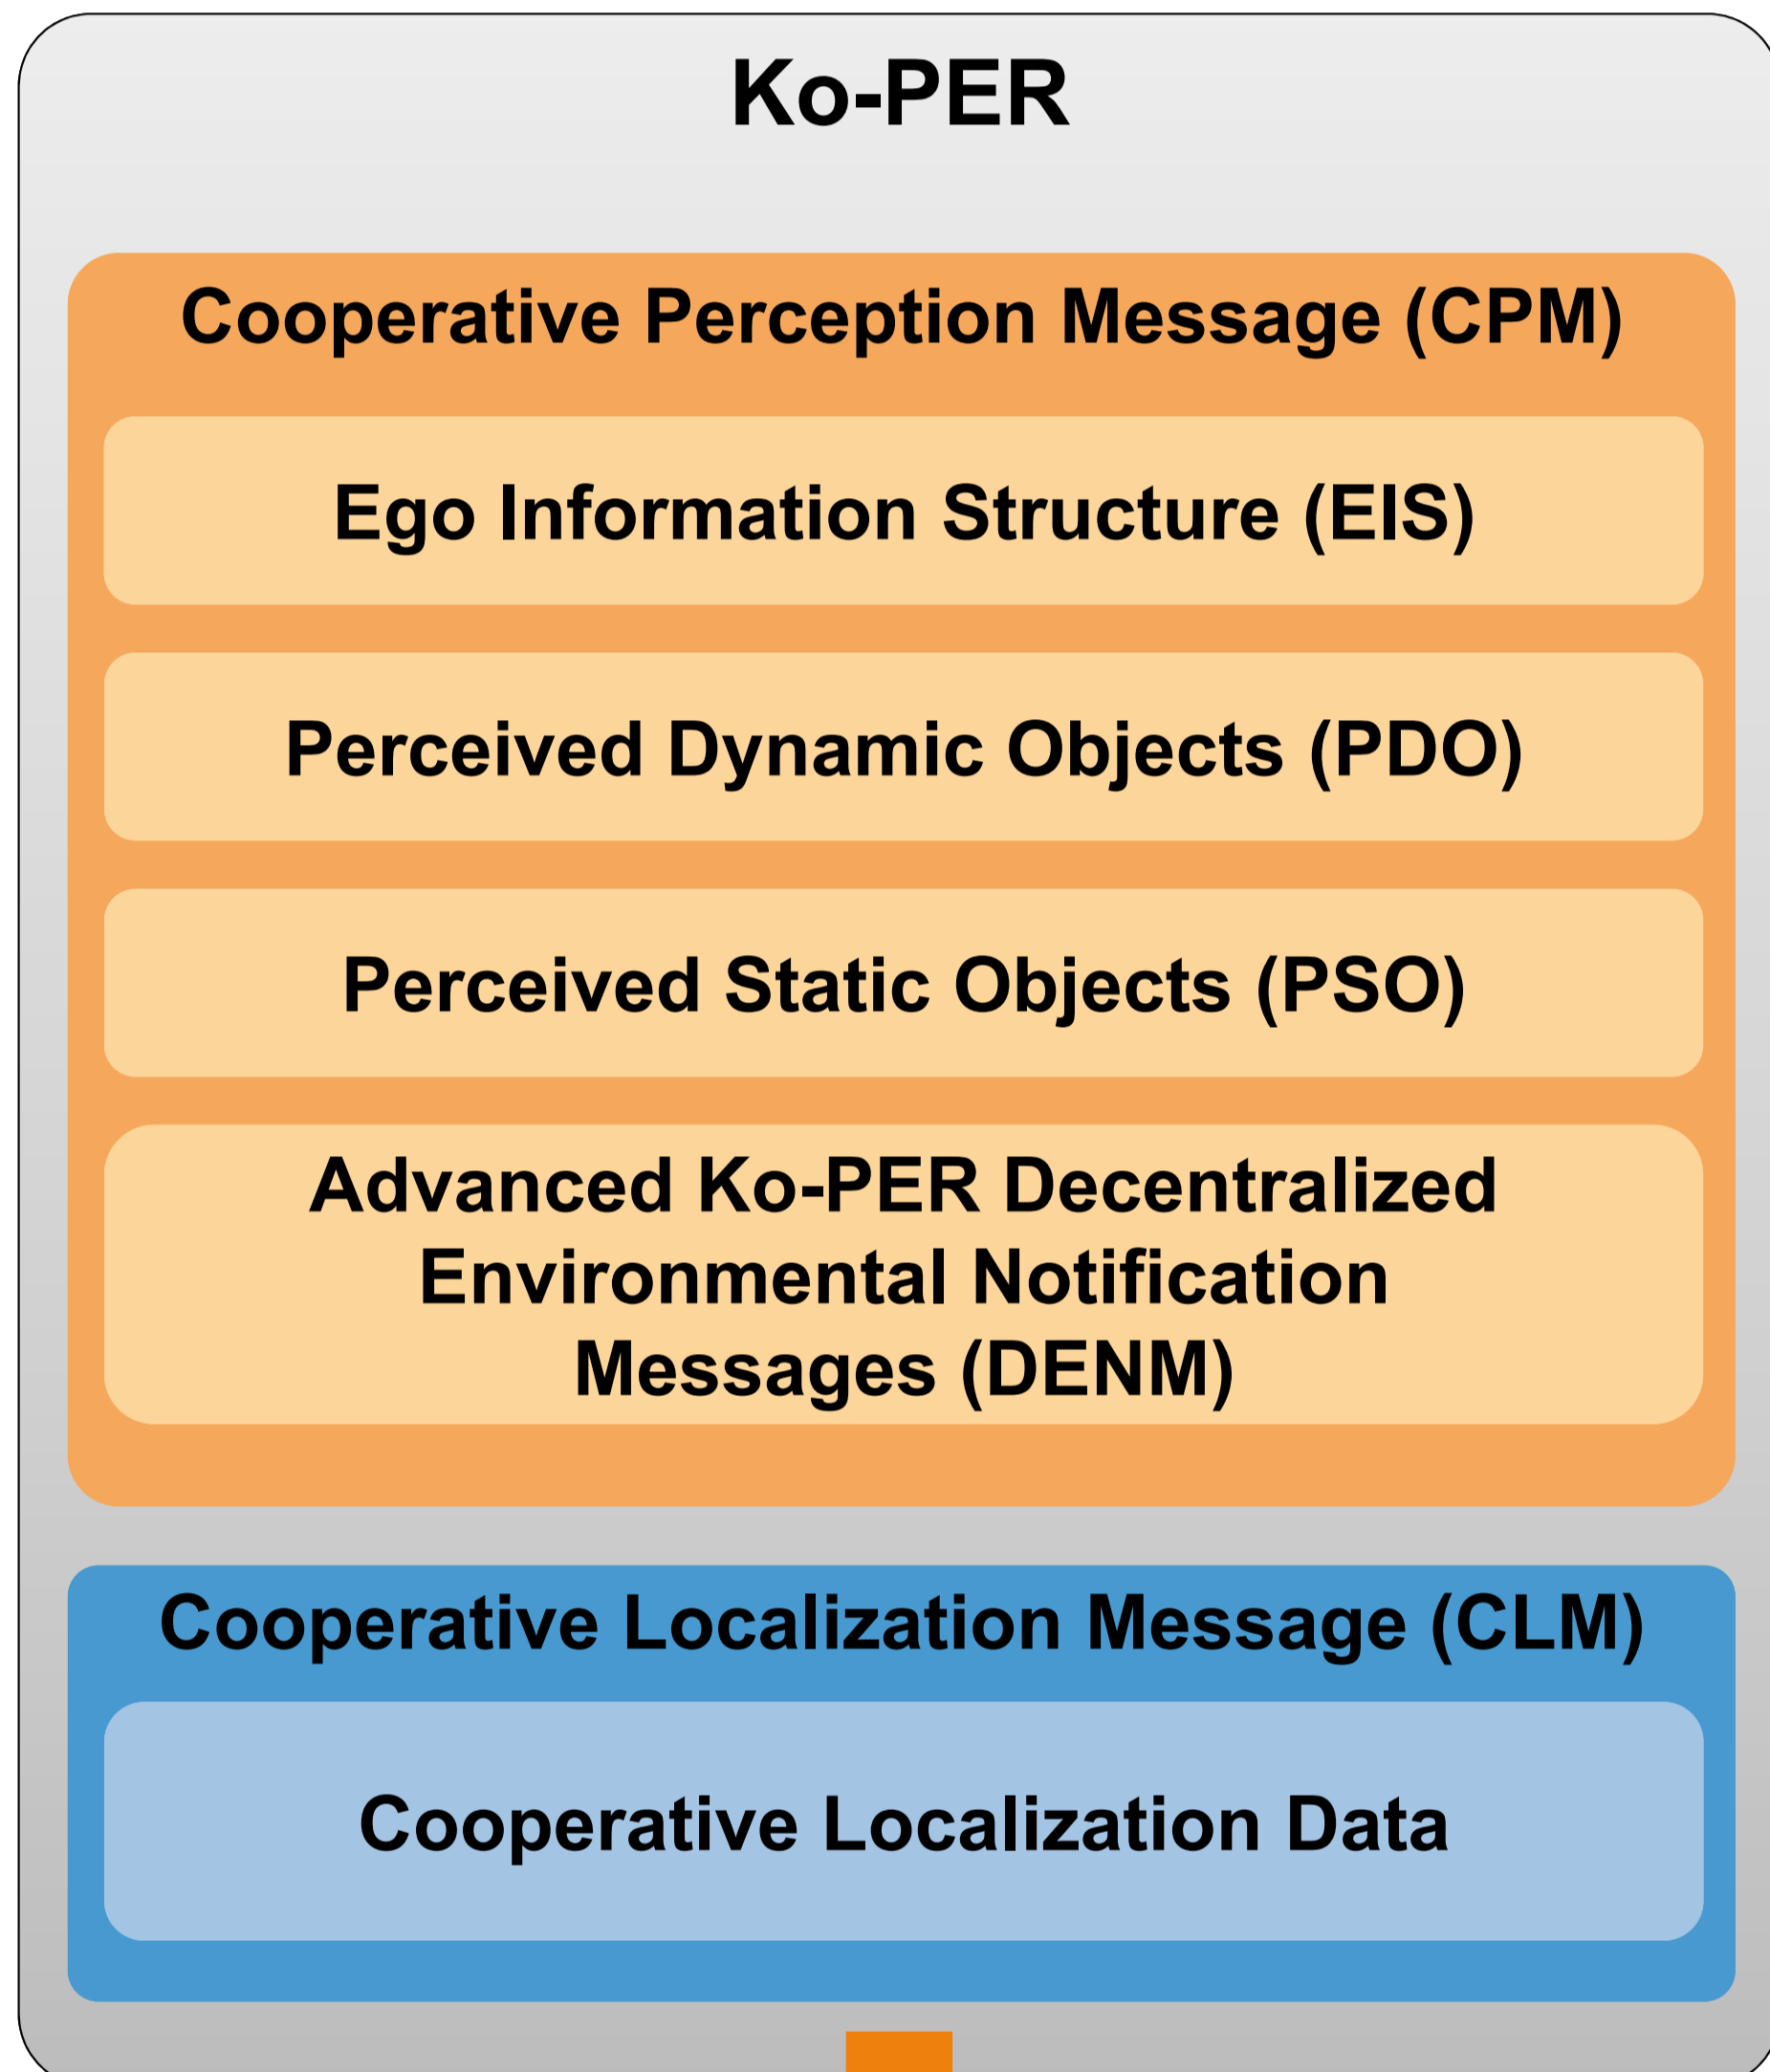 Ko-PER
Cooperative Perception Message (CPM)
Ego Information Structure (EIS)
Perceived Dynamic Objects (PDO)
Perceived Static Objects (PSO)
Advanced Ko-PER Decentralized
Environmental Notification
Messages (DENM)
Cooperative Localization Message (CLM)
Cooperative Localization Data